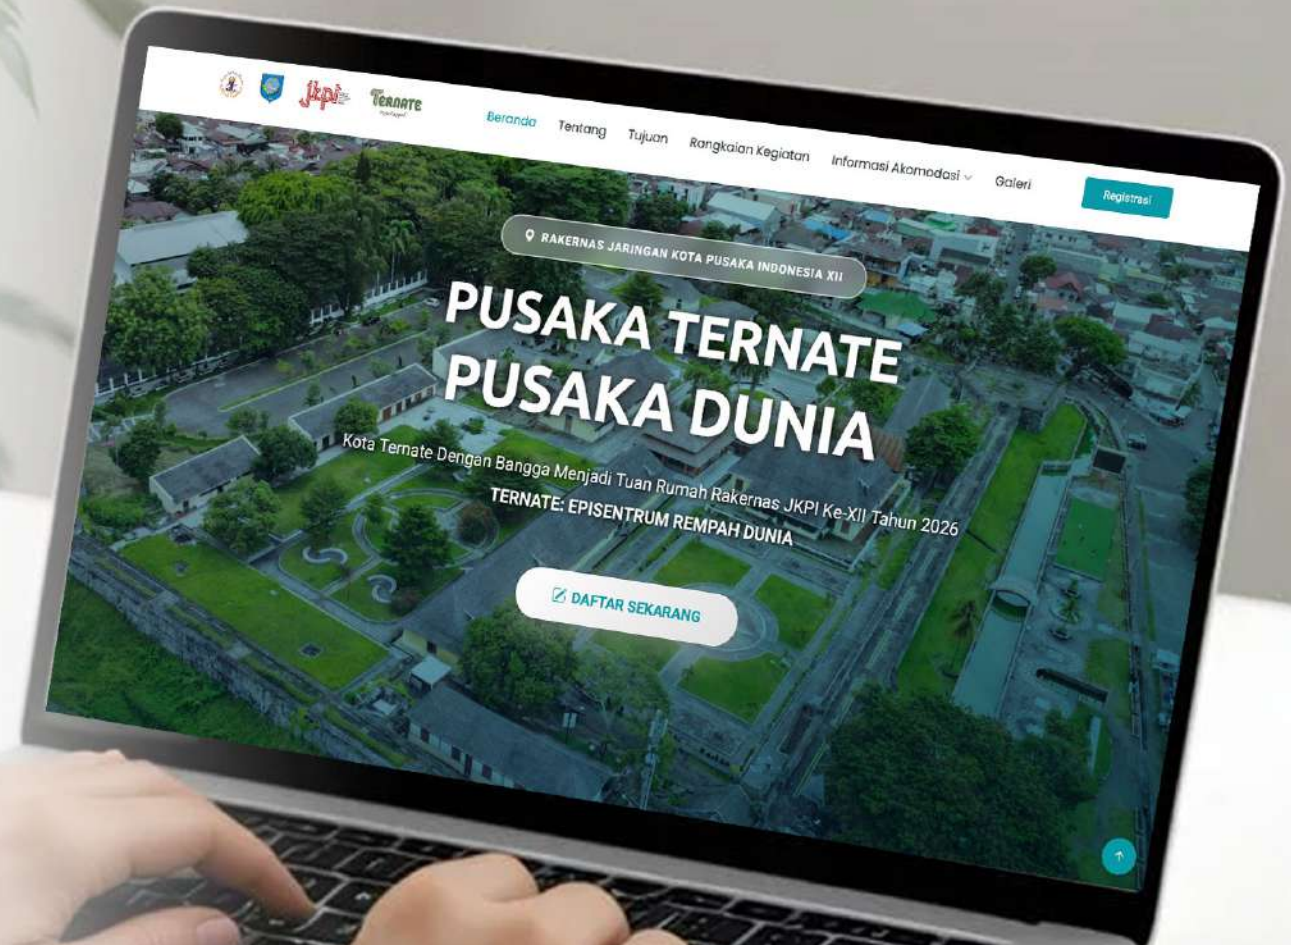 jkpi
TERNATE
Beranda
Tentang
Tujuan
Rangkaian Kegiatan
Informasi Akomodasi
Galeri
Registrasi
RAKERNAS JARINGAN KOTA PUSAKA INDONESIA XII
PUSAKA TERNATE
PUSAKA DUNIA
Kota Ternate Dengan Bangga Menjadi Tuan Rumah Rakernas JKPI Ke-XII Tahun 2026
TERNATE: EPISENTRUM REMPAH DUNIA
DAFTAR SEKARANG